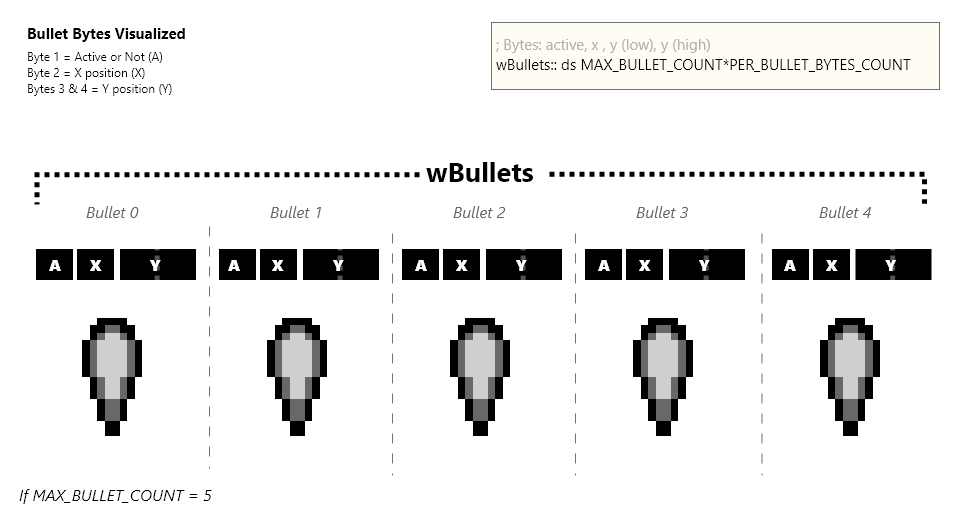 Bullet Bytes Visualized
Byte 1 = Active or Not (A)
Byte 2 = X position (X)
Bytes 3 & 4 = Y position (Y)
; Bytes: active, x , y (low), y (high)
wBullets:: ds MAX_BULLET_COUNT*PER_BULLET_BYTES_COUNT
wBullets
Bullet 0 Bullet 1 Bullet 2 Bullet 3 Bullet 4
A X Y A X Y A X Y A X Y A X Y
If MAX_BULLET_COUNT = 5